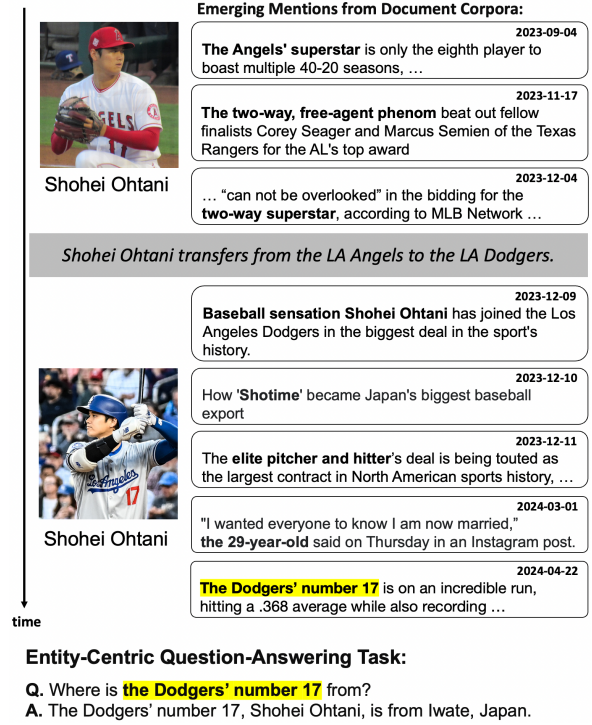 Emerging Mentions from Document Corpora:
2023-09-04
The Angels' superstar is only the eighth player to
boast multiple 40-20 seasons, …
ANGELS
17
Shohei Ohtani
2023-11-17
The two-way, free-agent phenom beat out fellow
finalists Corey Seager and Marcus Semien of the Texas
Rangers for the AL's top award
2023-12-04
… “can not be overlooked” in the bidding for the
two-way superstar, according to MLB Network …
Shohei Ohtani transfers from the LA Angels to the LA Dodgers.
2023-12-09
Baseball sensation Shohei Ohtani has joined the Los
Angeles Dodgers in the biggest deal in the sport's
history.
2023-12-10
How 'Shotime' became Japan's biggest baseball
export
2023-12-11
The elite pitcher and hitter's deal is being touted as
the largest contract in North American sports history, …
Los Angeles
17
Shohei Ohtani
2024-03-01
"I wanted everyone to know I am now married,”
the 29-year-old said on Thursday in an Instagram post.
2024-04-22
The Dodgers’ number 17 is on an incredible run,
hitting a .368 average while also recording …
time
Entity-Centric Question-Answering Task:
Q. Where is the Dodgers’ number 17 from?
A. The Dodgers’ number 17, Shohei Ohtani, is from Iwate, Japan.